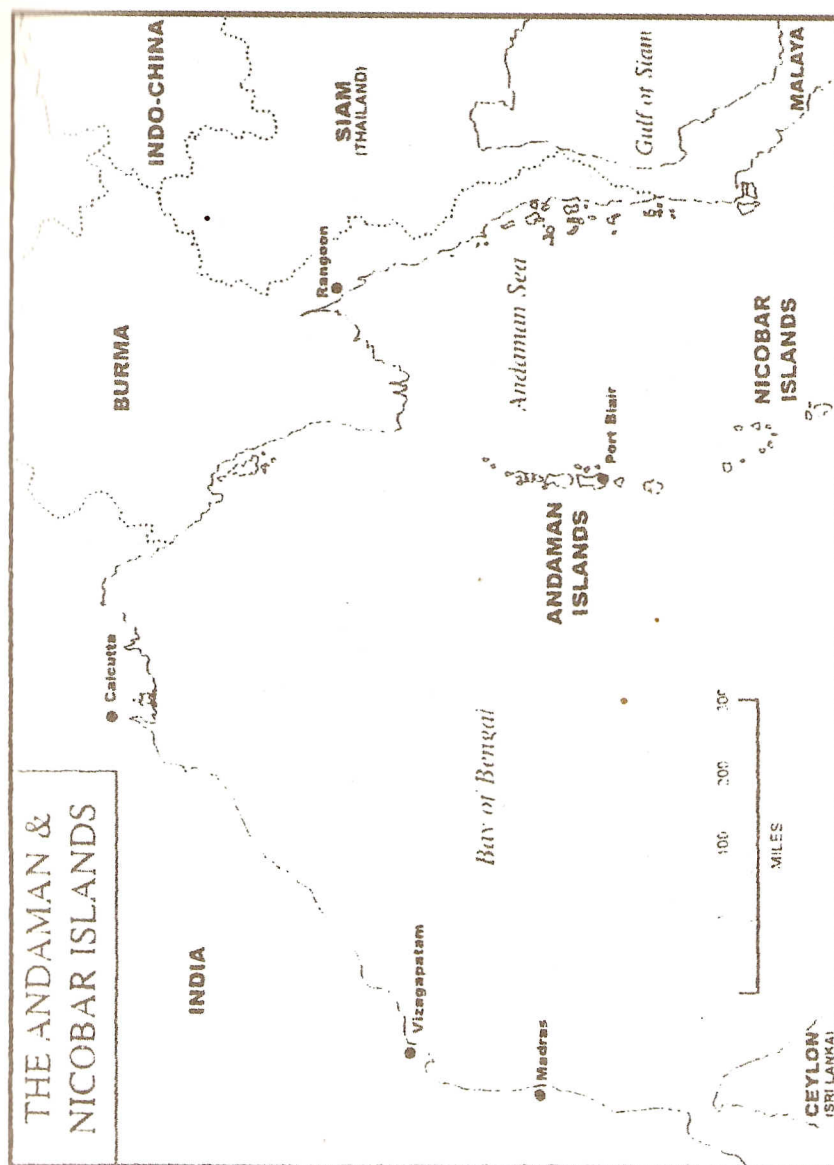 THE ANDAMAN &
NICOBAR ISLANDS
INDO-CHINA
BURMA
SIAM
(THAILAND)
Calcutta
Rangoon
INDIA
Gulf of Siam
Andaman Sea
Vizagapatam
Bay of Bengal
Port Blair
ANDAMAN
ISLANDS
Madras
MALAYA
NICOBAR
ISLANDS
100 200 300
MILES
CEYLON
(SRI LANKA)